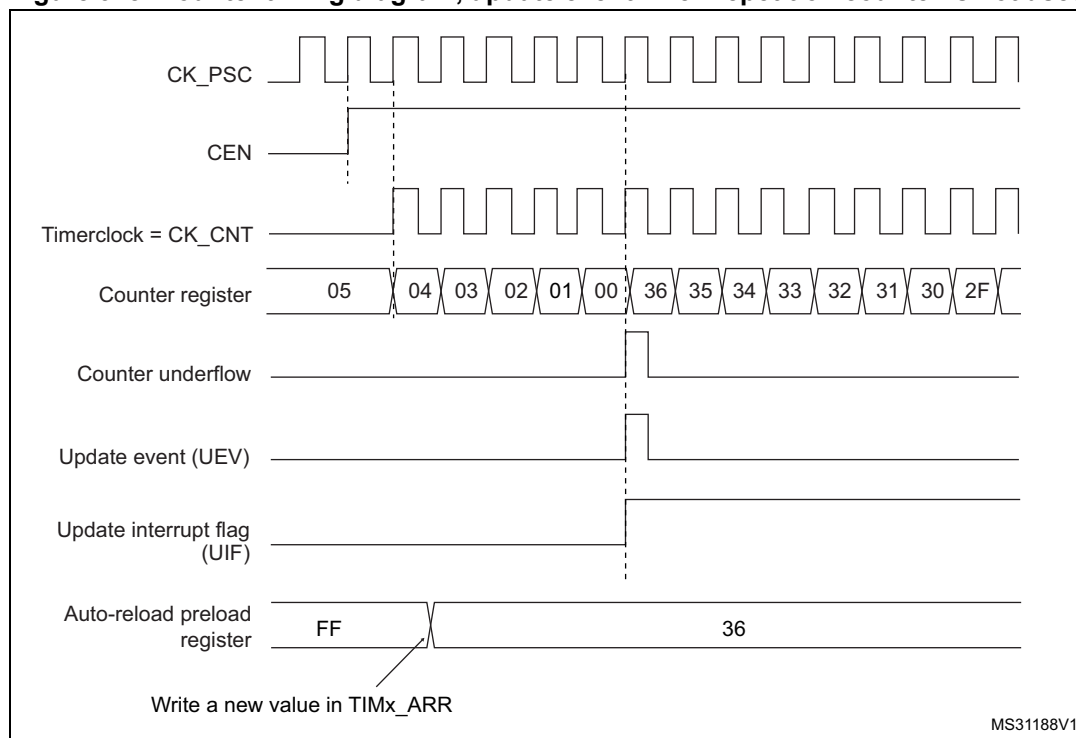 CK_PSC
CEN
Timerclock = CK_CNT
Counter register 05 04 03 02 01 00 36 35 34 33 32 31 30 2F
Counter underflow
Update event (UEV)
Update interrupt flag
(UIF)
Auto-reload preload
register FF 36
Write a new value in TIMx_ARR
MS31188V1